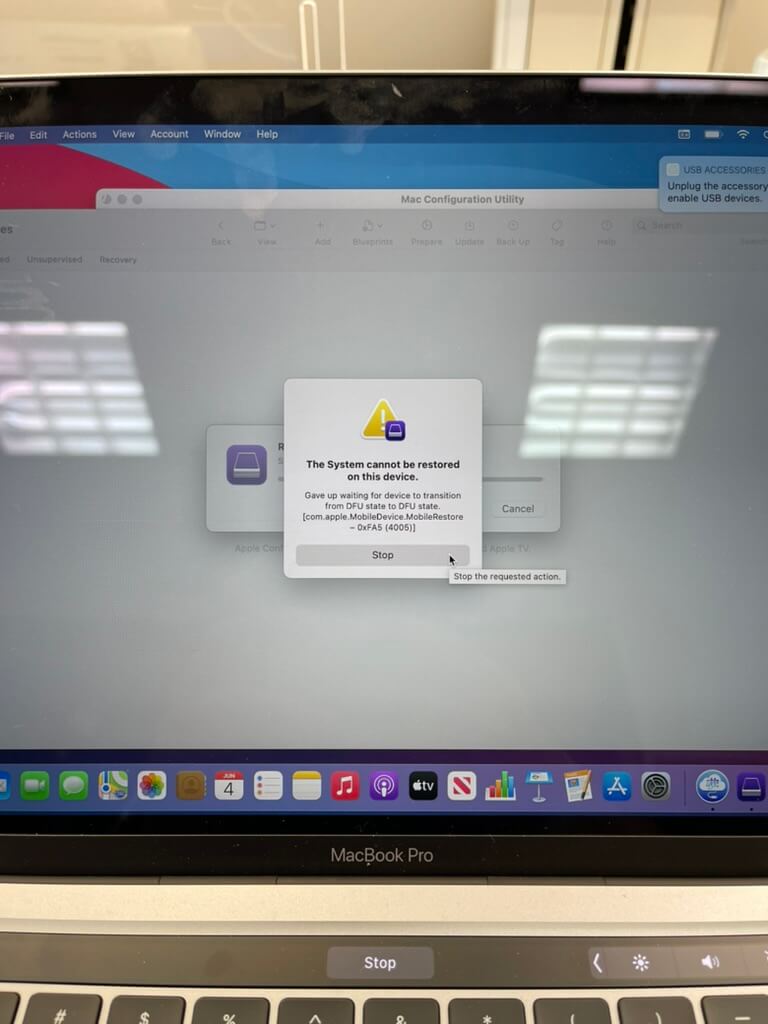 File Edit Actions View Account Window Help
USB ACCESSORIES
Unplug the accessory
enable USB devices.
Mac Configuration Utility
es
Back View Add Blueprints Prepare Update Back Up Tag Help Search
ed Unsupervised Recovery
The System cannot be restored
on this device.
Gave up waiting for device to transition
from DFU state to DFU state.
[com.apple.MobileDevice.MobileRestore
– 0xFA5 (4005)]
Cancel
Apple Conf
d Apple TV.
Stop
Stop the requested action.
JUN
4
tv
MacBook Pro
Stop
# $ % ^ & * ( ) –